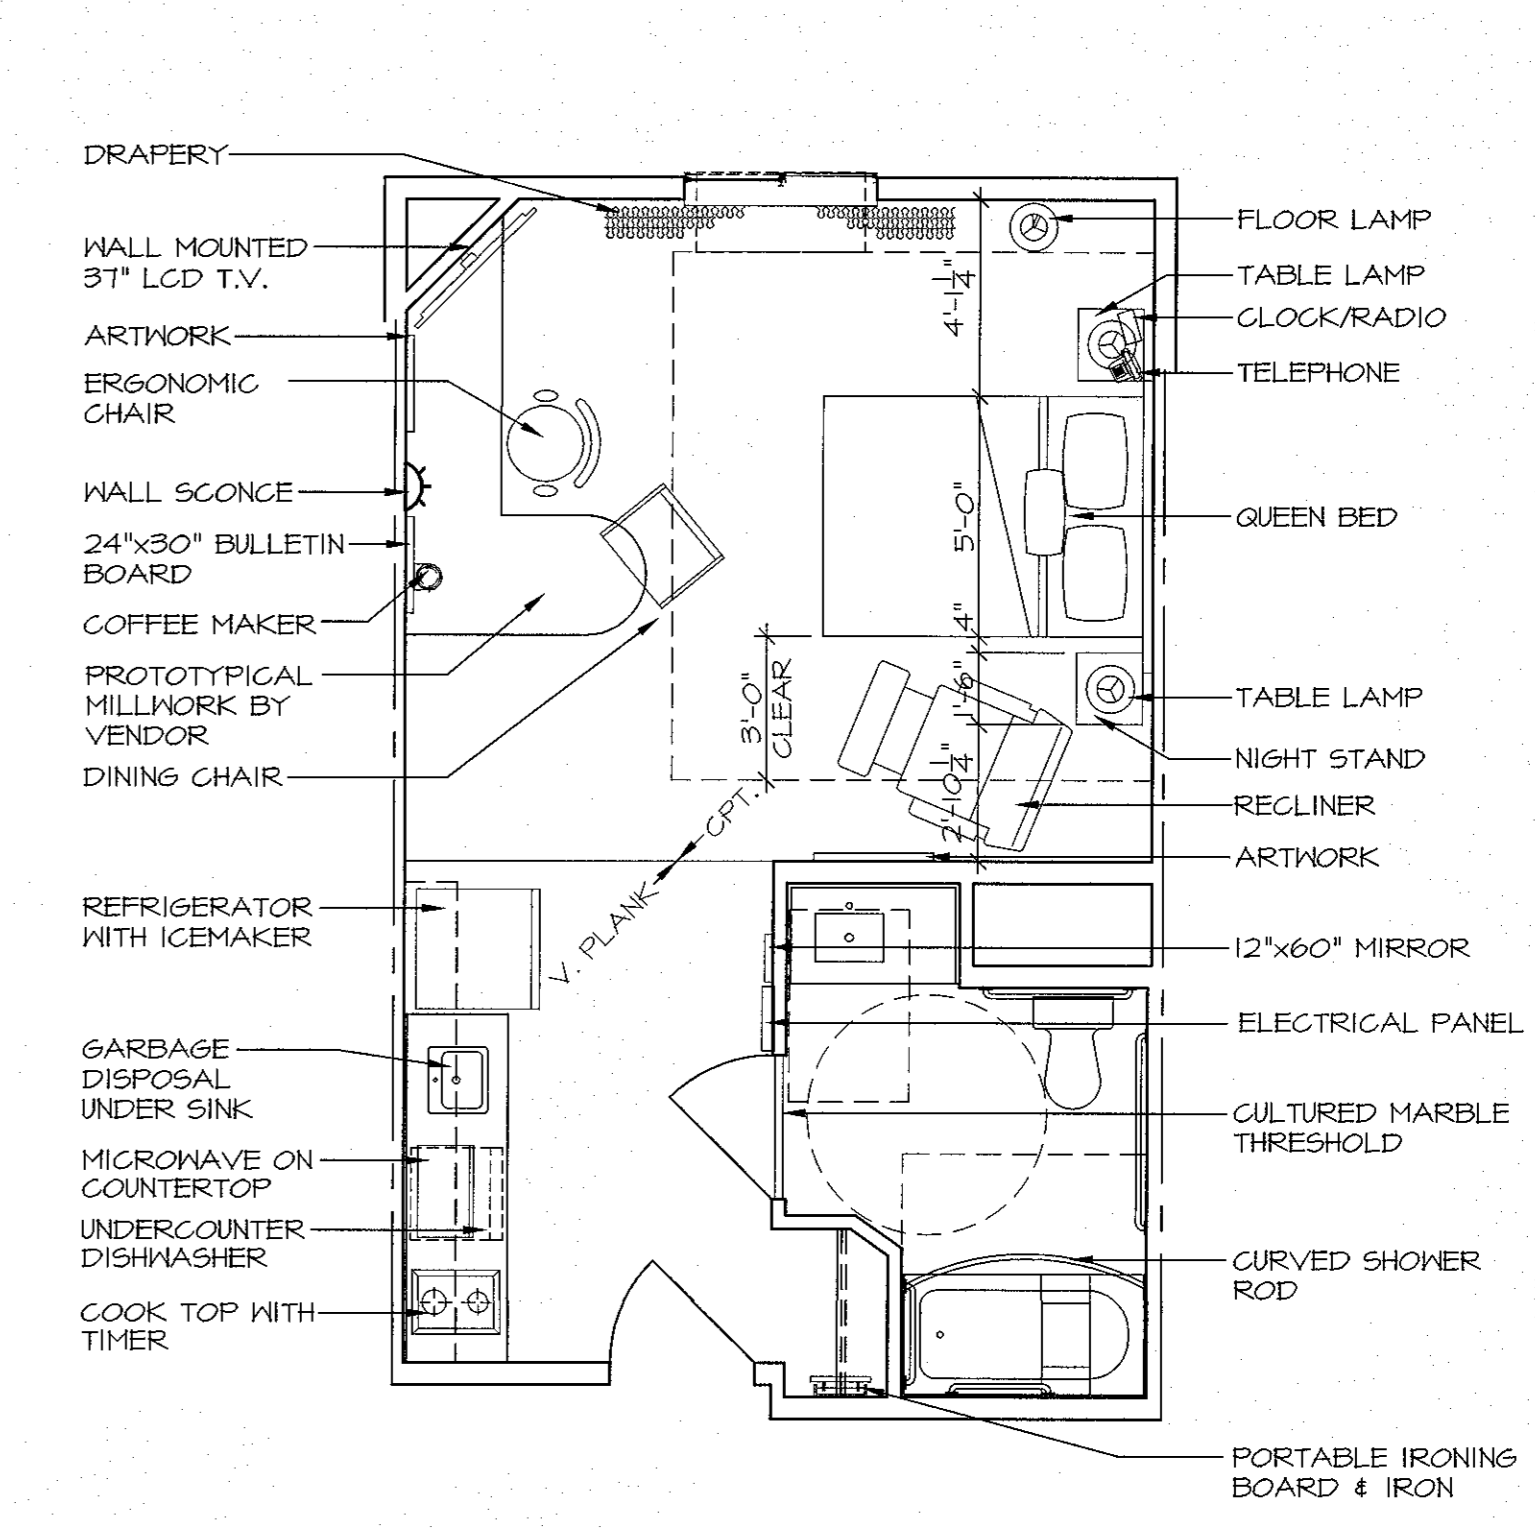 DRAPERY
WALL MOUNTED
37" LCD T.V.
ARTWORK
ERGONOMIC
CHAIR
WALL SCONCE
24"x30" BULLETIN
BOARD
COFFEE MAKER
PROTOTYPICAL
MILLWORK BY
VENDOR
DINING CHAIR
REFRIGERATOR
WITH ICEMAKER
GARBAGE
DISPOSAL
UNDER SINK
MICROWAVE ON
COUNTERTOP
UNDERCOUNTER
DISHWASHER
COOK TOP WITH
TIMER
4'-1 1/4"
5'-0"
4"
1'-6"
2'-10 1/4"
3'-0"
CLEAR
CPT.
V. PLANK
FLOOR LAMP
TABLE LAMP
CLOCK/RADIO
TELEPHONE
QUEEN BED
TABLE LAMP
NIGHT STAND
RECLINER
ARTWORK
12"x60" MIRROR
ELECTRICAL PANEL
CULTURED MARBLE
THRESHOLD
CURVED SHOWER
ROD
PORTABLE IRONING
BOARD & IRON